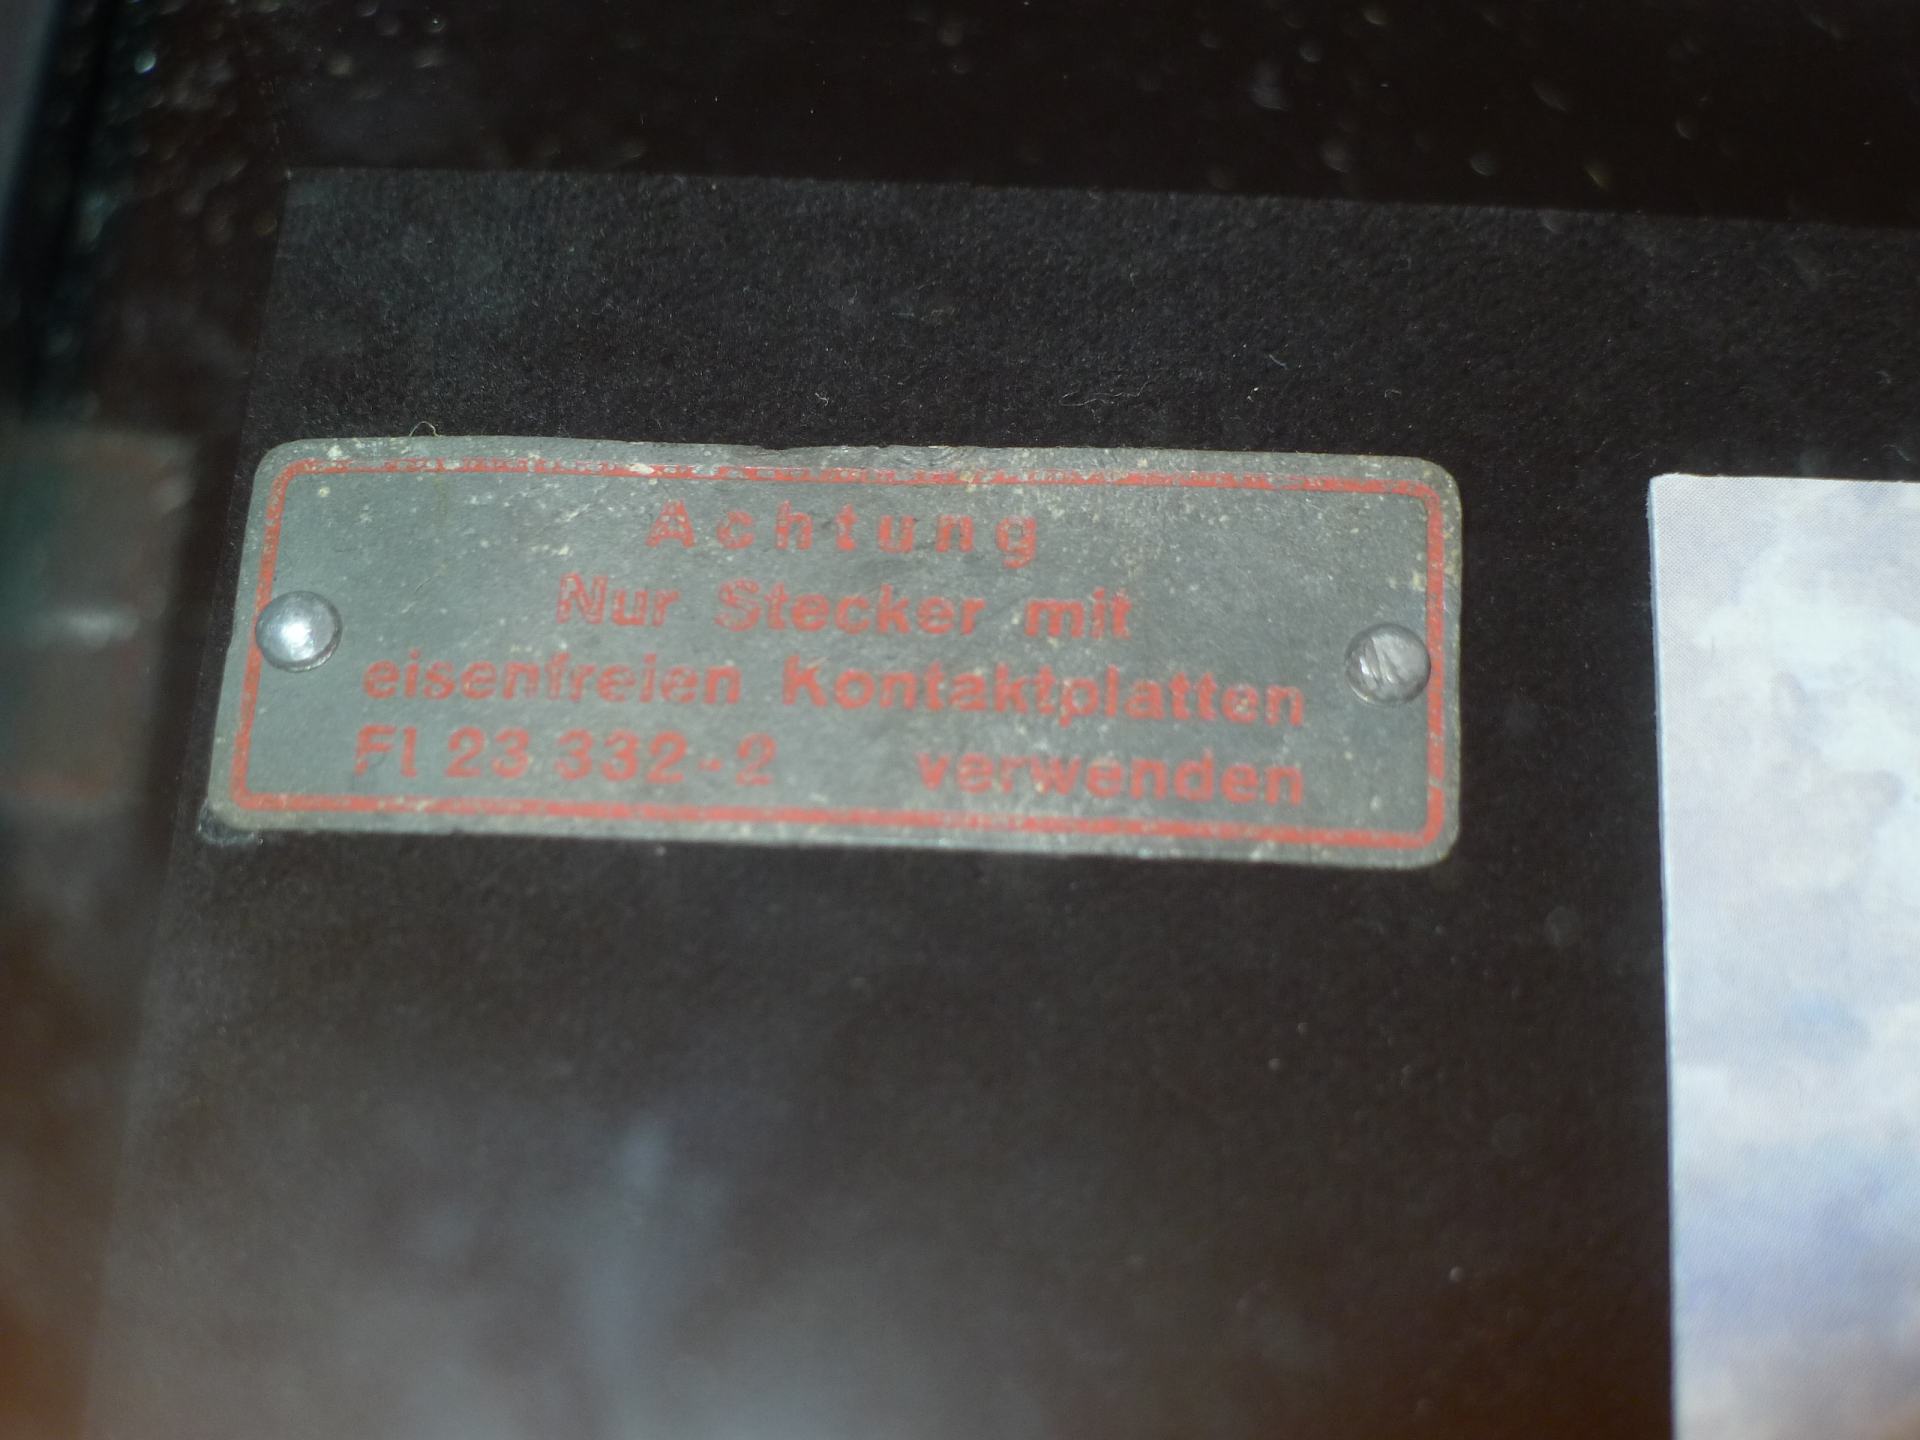 Achtung
Nur Stecker mit
eisenfreien Kontaktplatten
Fl 23 332-2 verwenden